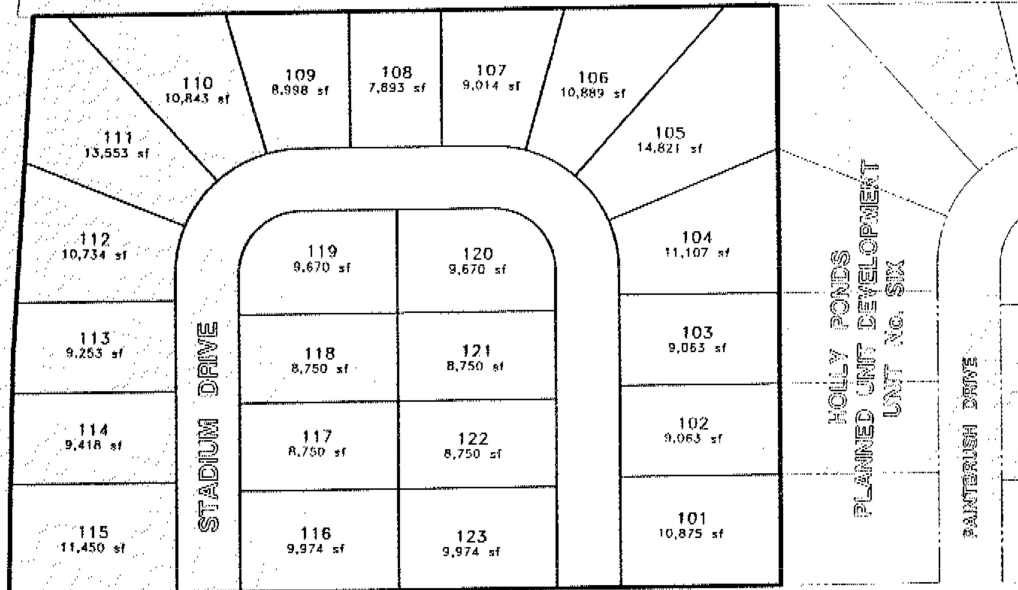 110
10,843 sf
109
8,998 sf
108
7,893 sf
107
9,014 sf
106
10,889 sf
111
13,553 sf
105
14,821 sf
112
10,734 sf
119
9,670 sf
120
9,670 sf
104
11,107 sf
113
9,253 sf
118
8,750 sf
121
8,750 sf
103
9,063 sf
114
9,418 sf
117
8,750 sf
122
8,750 sf
102
9,063 sf
115
11,450 sf
116
9,974 sf
123
9,974 sf
101
10,875 sf
STADIUM DRIVE
HOLLY PONDS
PLANNED UNIT DEVELOPMENT
UNIT No. SIX
PAINTBRUSH DRIVE